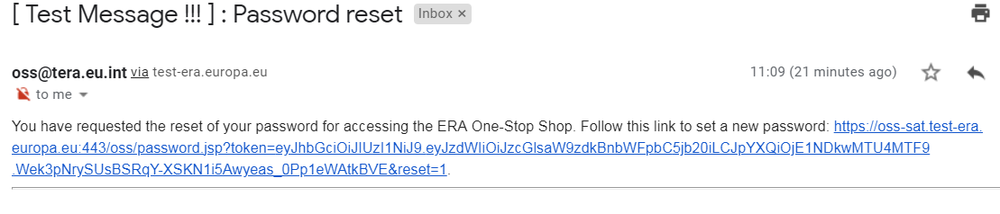 [ Test Message !!! ] : Password reset Inbox ×
oss@tera.eu.int via test-era.europa.eu 11:09 (21 minutes ago)
to me
You have requested the reset of your password for accessing the ERA One-Stop Shop. Follow this link to set a new password: https://oss-sat.test-era.
europa.eu:443/oss/password.jsp?token=eyJhbGciOiJIUzI1NiJ9.eyJzdWIiOiJzcGlsaW9zdkBnbWFpbC5jb20iLCJpYXQiOjE1NDkwMTU4MTF9
.Wek3pNrySUsBSRqY-XSKN1i5Awyeas_0Pp1eWAtkBVE&reset=1.